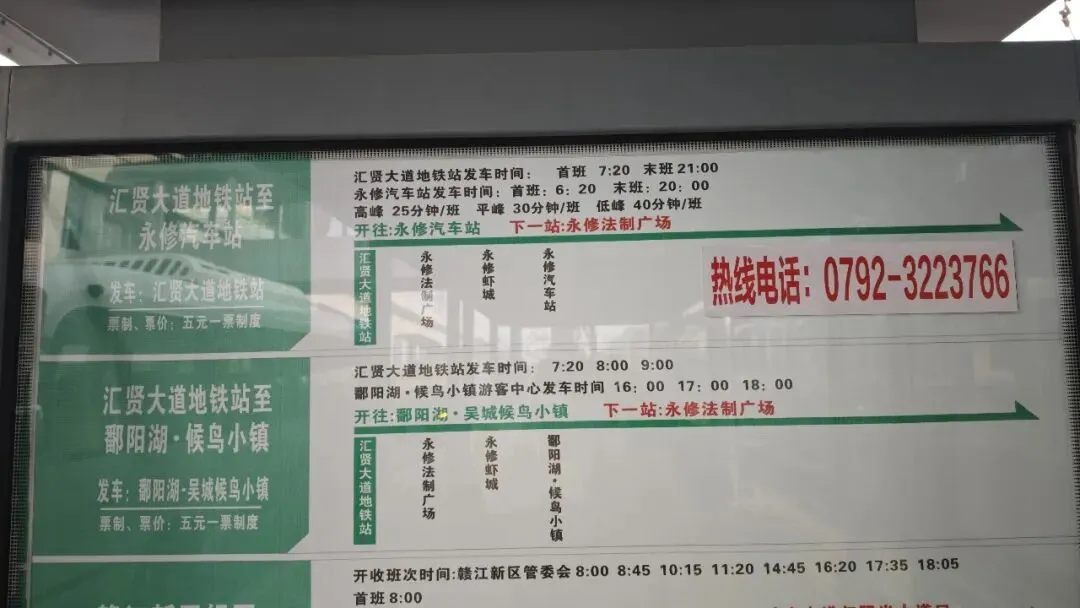 汇贤大道地铁站至
永修汽车站
发车：汇贤大道地铁站
票制、票价：五元一票制度
汇贤大道地铁站发车时间： 首班 7:20 末班21:00
永修汽车站发车时间：首班：6：20 末班：20：00
高峰 25分钟/班 平峰 30分钟/班 低峰 40分钟/班
开往:永修汽车站 下一站:永修法制广场
汇贤大道地铁站
永修法制广场
永修虾城
永修汽车站
热线电话：0792-3223766
汇贤大道地铁站至
鄱阳湖·候鸟小镇
发车：鄱阳湖·吴城候鸟小镇
票制、票价：五元一票制度
汇贤大道地铁站发车时间： 7:20 8:00 9:00
鄱阳湖·候鸟小镇游客中心发车时间 16：00 17：00 18：00
开往:鄱阳湖·吴城候鸟小镇 下一站:永修法制广场
汇贤大道地铁站
永修法制广场
永修虾城
鄱阳湖·候鸟小镇
开收班次时间:赣江新区管委会8:00 8:45 10:15 11:20 14:45 16:20 17:35 18:05
首班8:00